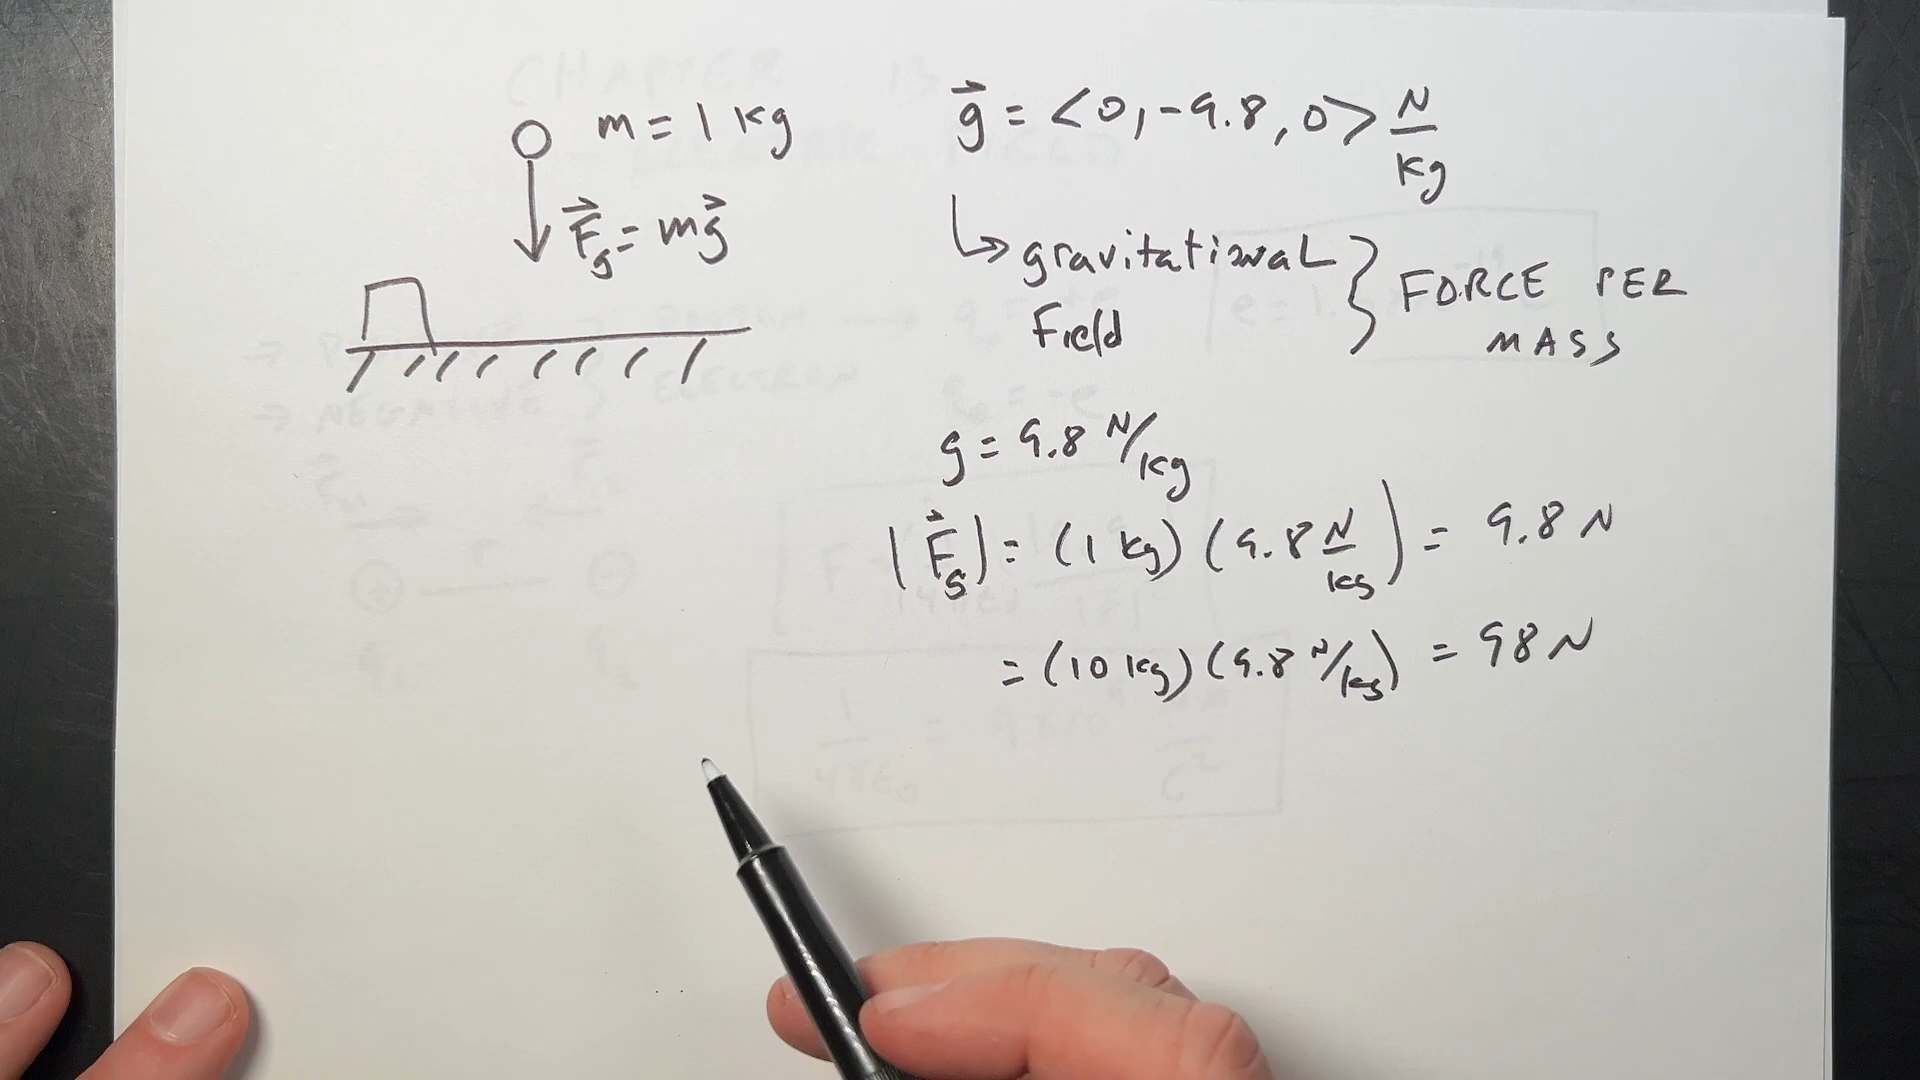 m = 1 kg
F⃗g = mg⃗
g⃗ = <0, -9.8, 0> N/kg
↳ gravitational Field } FORCE PER MASS
g = 9.8 N/kg
|F⃗g| = (1 kg) (9.8 N/kg) = 9.8 N
= (10 kg) (9.8 N/kg) = 98 N